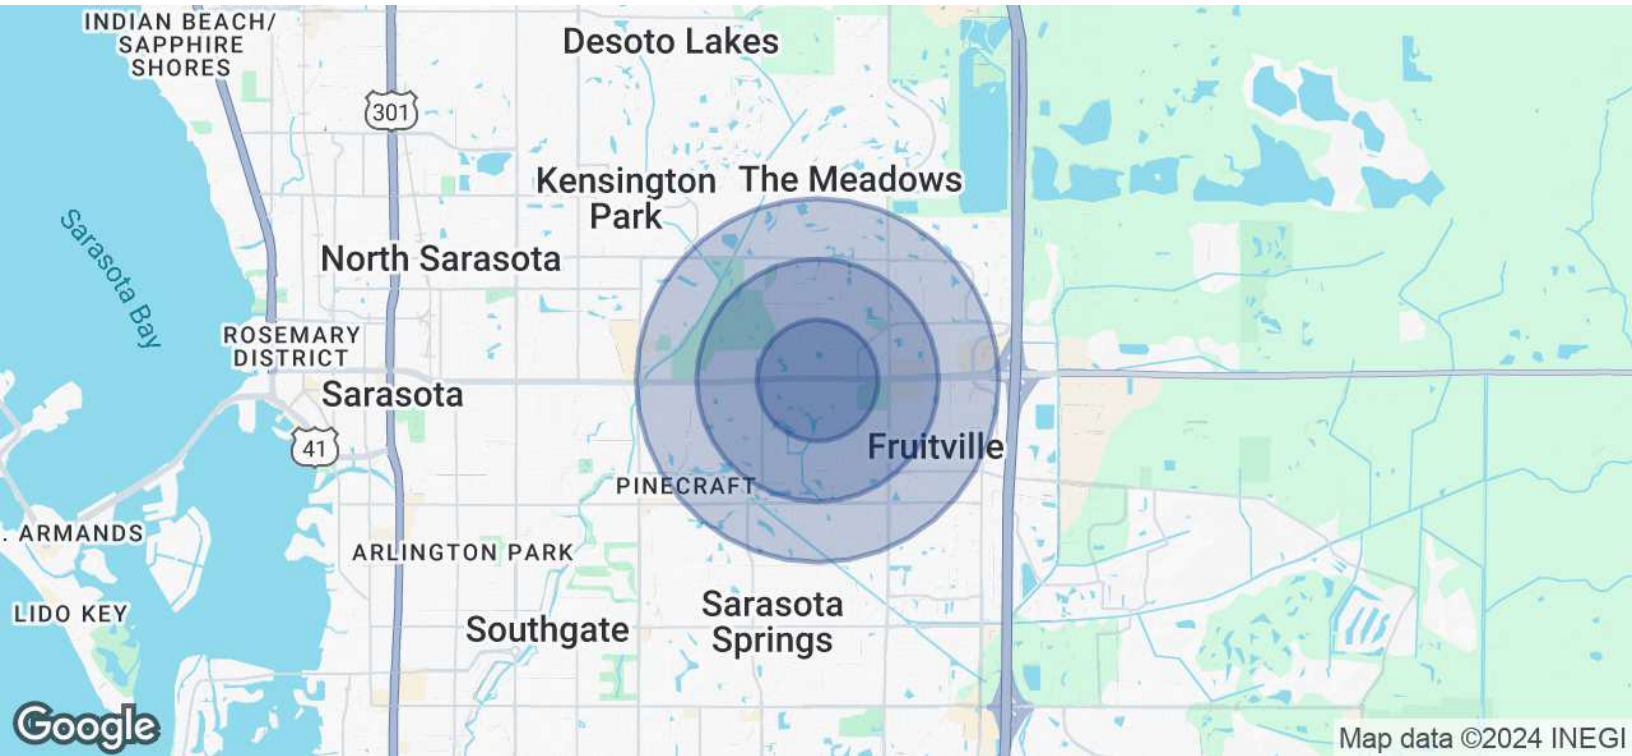 INDIAN BEACH/
SAPPHIRE
SHORES
Desoto Lakes
301
Kensington
Park
The Meadows
Sarasota Bay
North Sarasota
ROSEMARY
DISTRICT
Sarasota
41
Fruitville
PINECRAFT
. ARMANDS
ARLINGTON PARK
LIDO KEY
Southgate
Sarasota
Springs
Google
Map data ©2024 INEGI